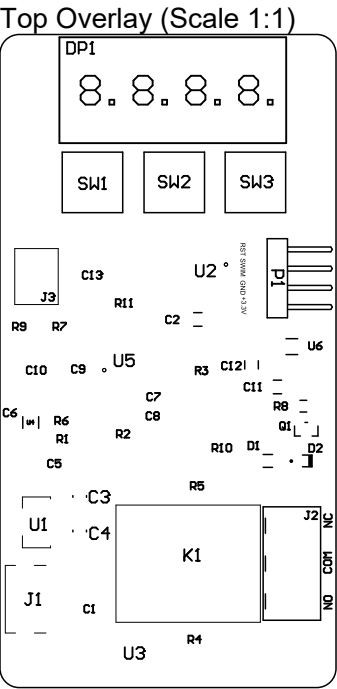 Top Overlay (Scale 1:1)
DP1
8. 8. 8. 8.
SW1 SW2 SW3
RST SWIM GND +3.3V
U2
P1
J3
C13
R11
C2
R9 R7
U6
U5
C10 C9
R3 C12
C11
C7
C8
R8
C6
U4
R6
Q1
R1
R2
R10 D1 D2
C5
R5
C3
J2
NC
U1
C4
K1
COM
J1
C1
NO
R4
U3